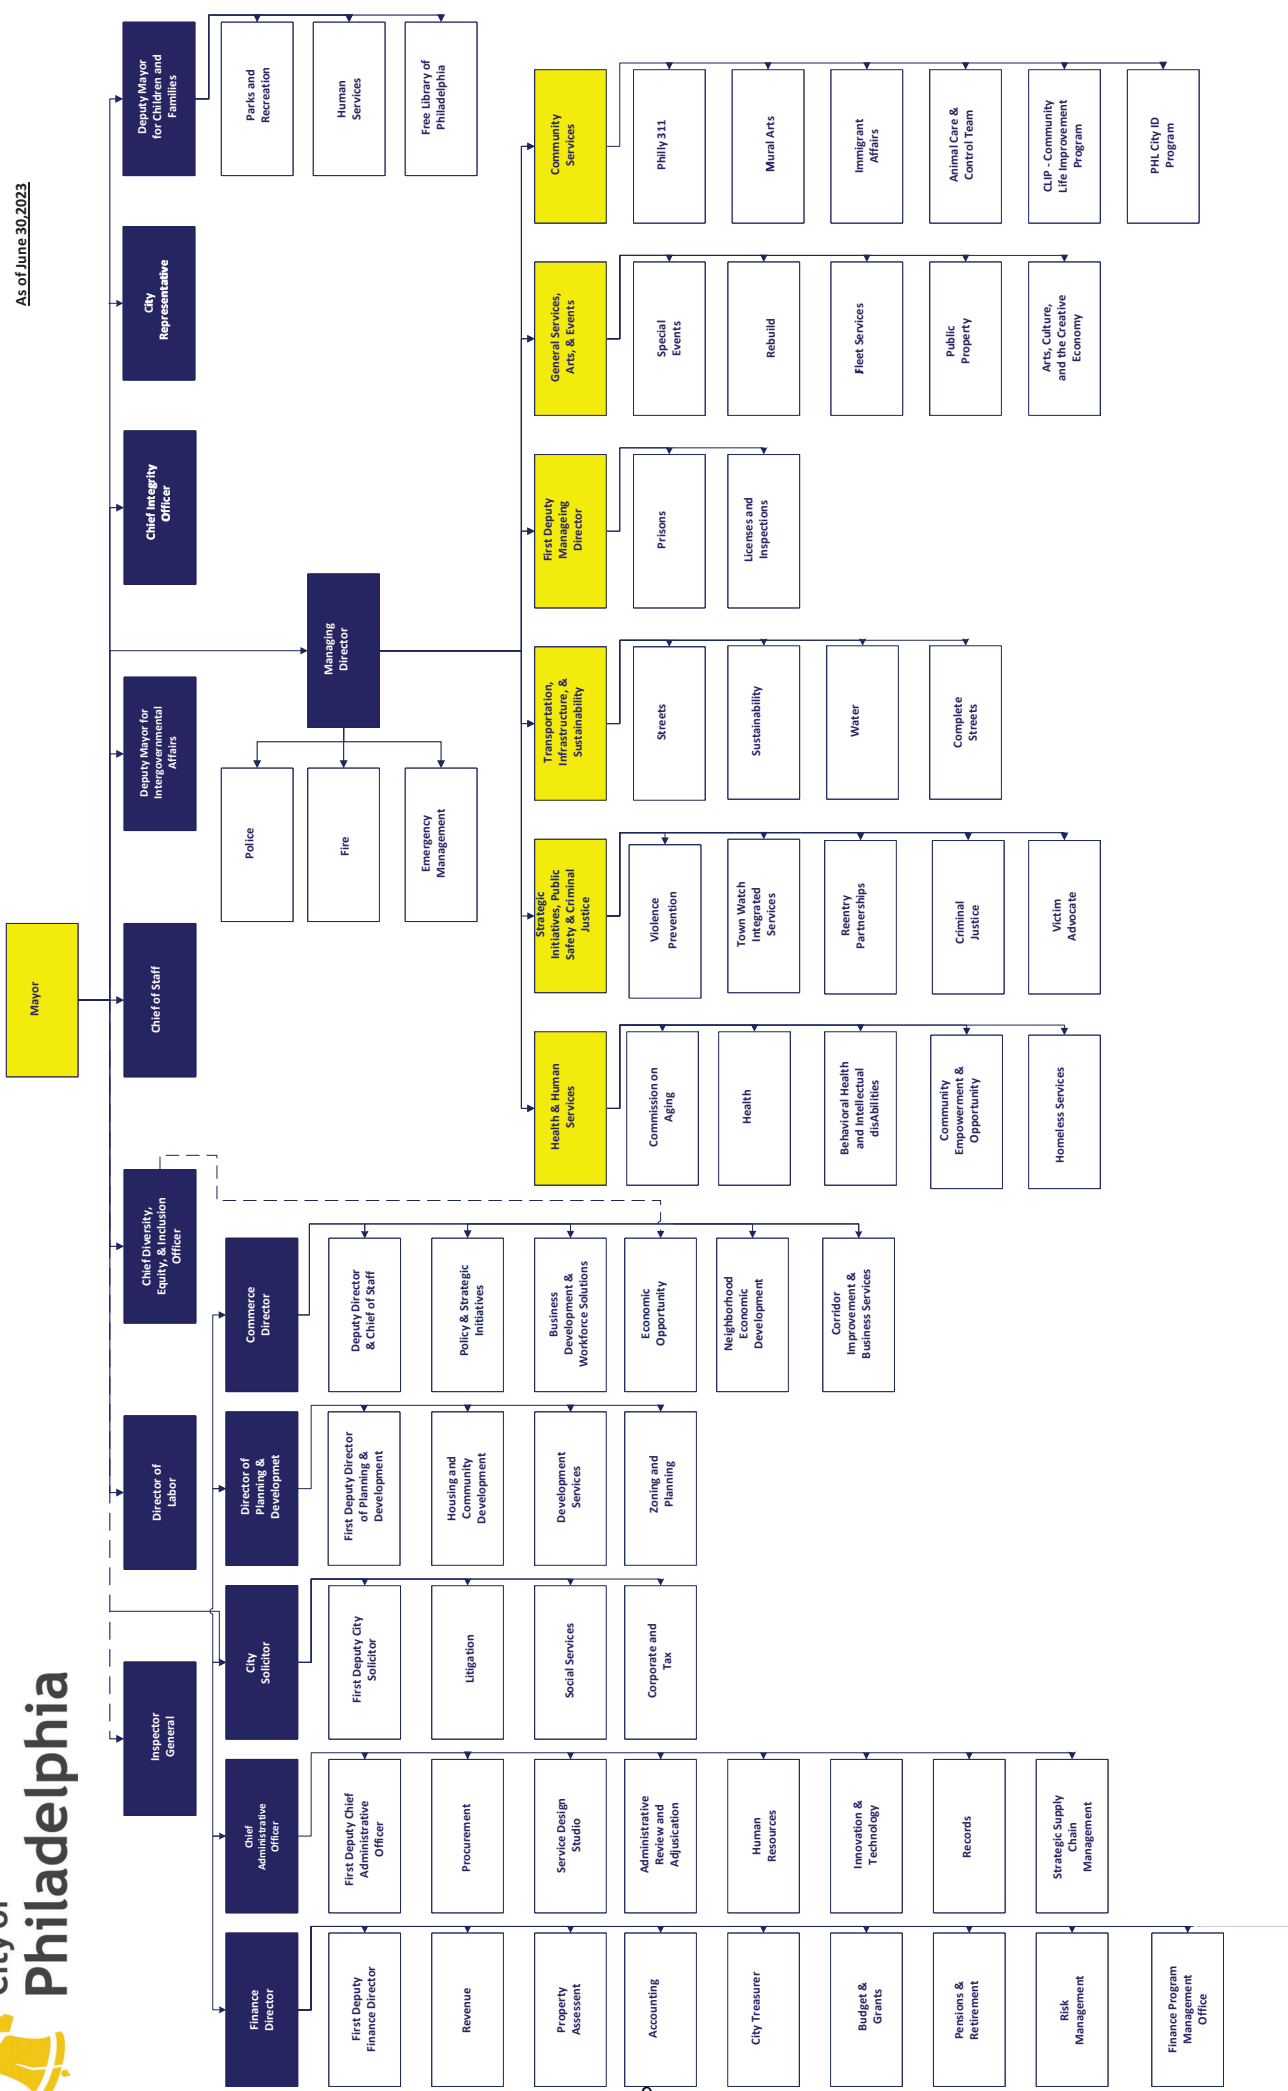 City of
Philadelphia
As of June 30,2023
Mayor
Inspector
General
Director of
Labor
Chief Diversity,
Equity, & Inclusion
Officer
Chief of Staff
Deputy Mayor for
Intergovernmental
Affairs
Chief Integrity
Officer
City
Representative
Deputy Mayor
for Children and
Families
Parks and
Recreation
Human
Services
Free Library of
Philadelphia
Managing
Director
Police
Fire
Emergency
Management
Finance
Director
First Deputy
Finance Director
Revenue
Property
Assessent
Accounting
City Treasurer
Budget &
Grants
Pensions &
Retirement
Risk
Management
Finance Program
Management
Office
Chief
Administrative
Officer
First Deputy Chief
Administrative
Officer
Procurement
Service Design
Studio
Administrative
Review and
Adjusication
Human
Resources
Innovation &
Technology
Records
Strategic Supply
Chain
Management
City
Solicitor
First Deputy City
Solicitor
Litigation
Social Services
Corporate and
Tax
Director of
Planning &
Developmet
First Deputy Director
of Planning &
Development
Housing and
Community
Development
Development
Services
Zoning and
Planning
Commerce
Director
Deputy Director
& Chief of Staff
Policy & Strategic
Initiatives
Business
Development &
Workforce Solutions
Economic
Opportunity
Neighborhood
Economic
Development
Corridor
Improvement &
Business Services
Health & Human
Services
Commission on
Aging
Health
Behavioral Health
and Intellectual
disAbilities
Community
Empowerment &
Opportunity
Homeless Services
Strategic
Initiatives, Public
Safety & Criminal
Justice
Violence
Prevention
Town Watch
Integrated
Services
Reentry
Partnerships
Criminal
Justice
Victim
Advocate
Transportation,
Infrastructure, &
Sustainability
Streets
Sustainability
Water
Complete
Streets
First Deputy
Manageing
Director
Prisons
Licenses and
Inspections
General Services,
Arts, & Events
Special
Events
Rebuild
Fleet Services
Public
Property
Arts, Culture,
and the Creative
Economy
Community
Services
Philly 311
Mural Arts
Immigrant
Affairs
Animal Care &
Control Team
CLIP - Community
Life Improvement
Program
PHL City ID
Program